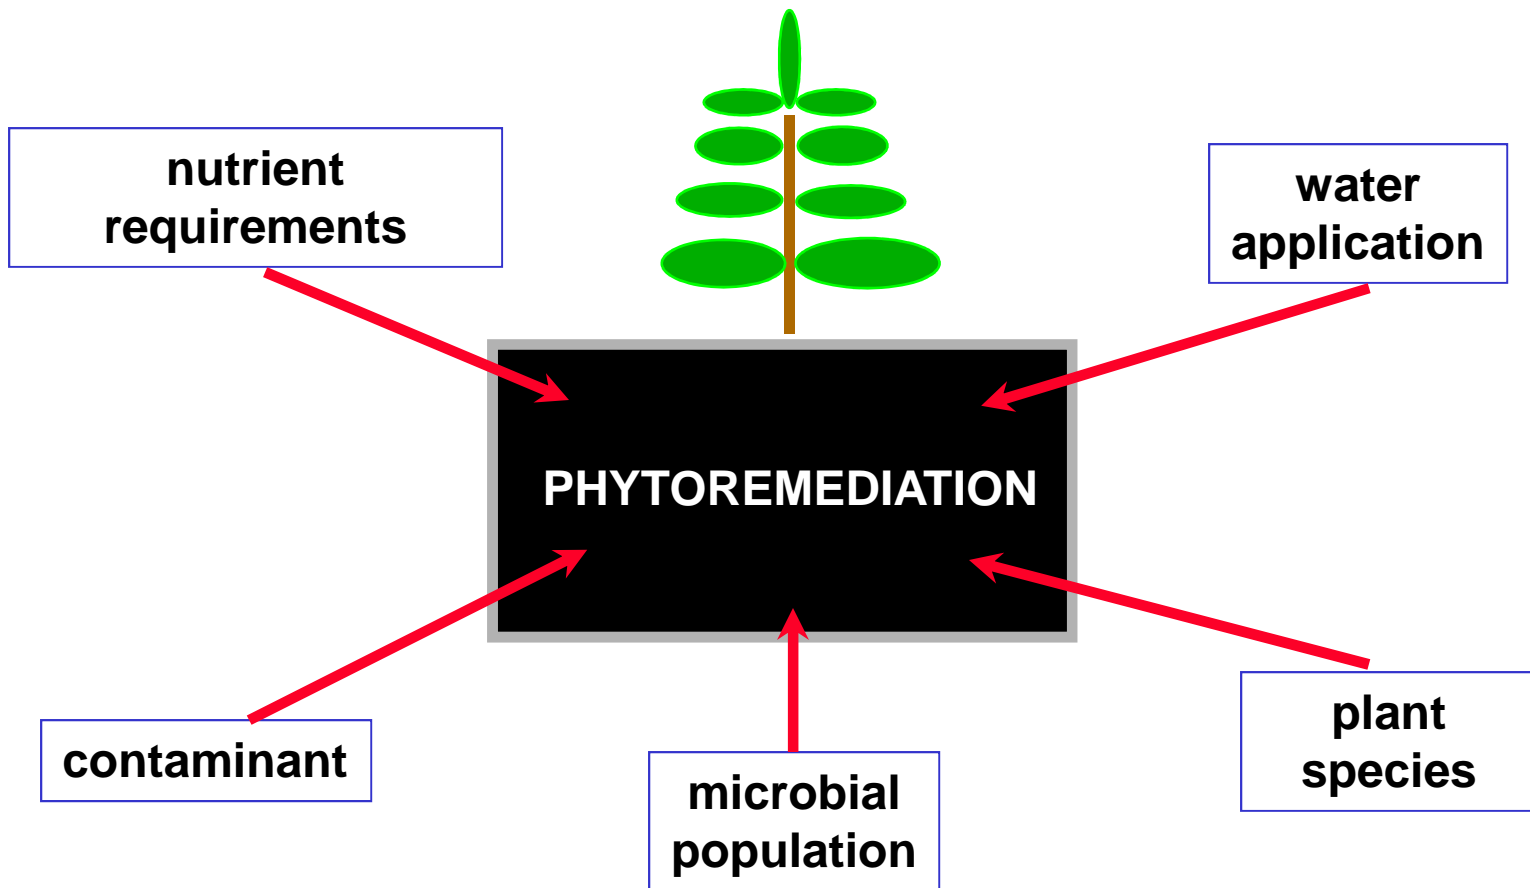 nutrient
requirements
water
application
PHYTOREMEDIATION
contaminant
microbial
population
plant
species